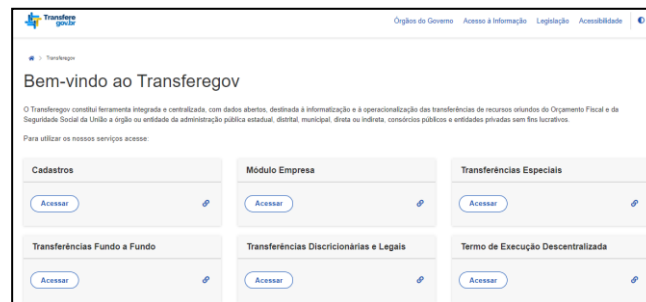 Transfere
gov.br
Órgãos do Governo Acesso à Informação Legislação Acessibilidade
Transferegov
Bem-vindo ao Transferegov
O Transferegov constitui ferramenta integrada e centralizada, com dados abertos, destinada à informatização e à operacionalização das transferências de recursos oriundos do Orçamento Fiscal e da
Seguridade Social da União a órgão ou entidade da administração pública estadual, distrital, municipal, direta ou indireta, consórcios públicos e entidades privadas sem fins lucrativos.
Para utilizar os nossos serviços acesse:
Cadastros Módulo Empresa Transferências Especiais
Acessar Acessar Acessar
Transferências Fundo a Fundo Transferências Discricionárias e Legais Termo de Execução Descentralizada
Acessar Acessar Acessar